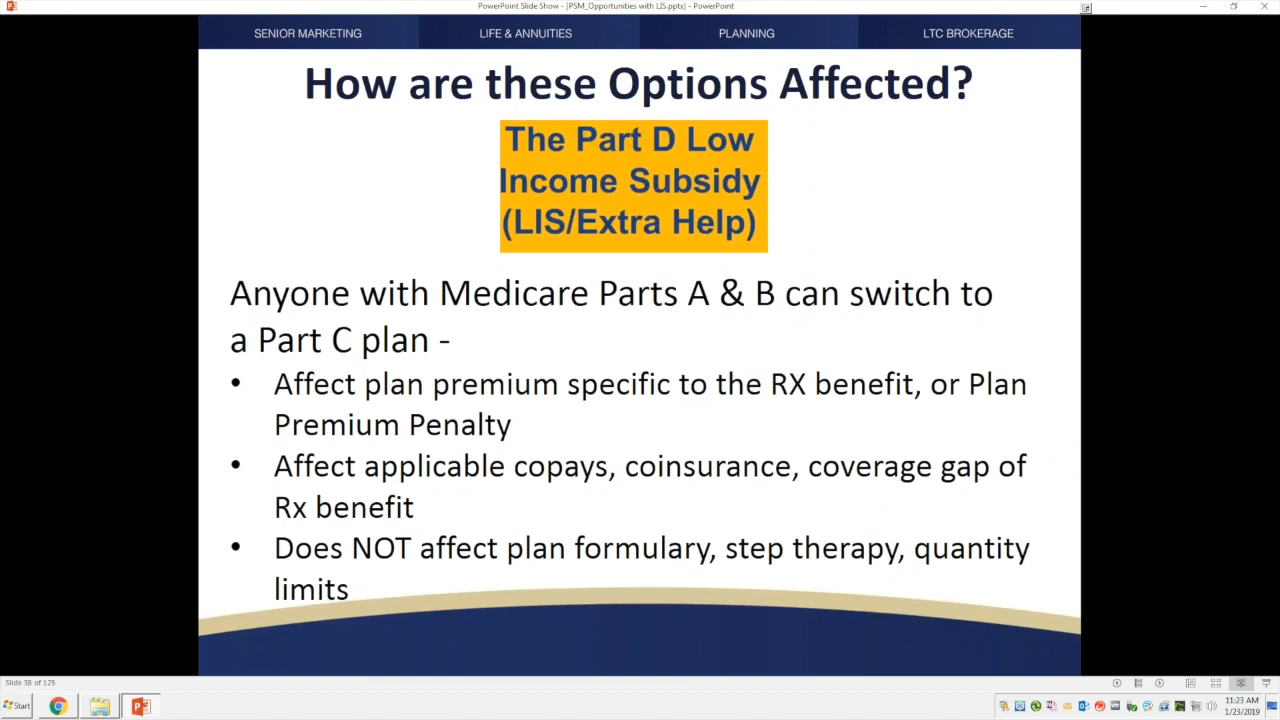 PowerPoint Slide Show - [PSM_Opportunities with LIS.pptx] - PowerPoint
SENIOR MARKETING
LIFE & ANNUITIES
PLANNING
LTC BROKERAGE
How are these Options Affected?
The Part D Low
Income Subsidy
(LIS/Extra Help)
Anyone with Medicare Parts A & B can switch to
a Part C plan -
• Affect plan premium specific to the RX benefit, or Plan
Premium Penalty
• Affect applicable copays, coinsurance, coverage gap of
Rx benefit
• Does NOT affect plan formulary, step therapy, quantity
limits
Slide 38 of 125
Start
11:23 AM
1/23/2019